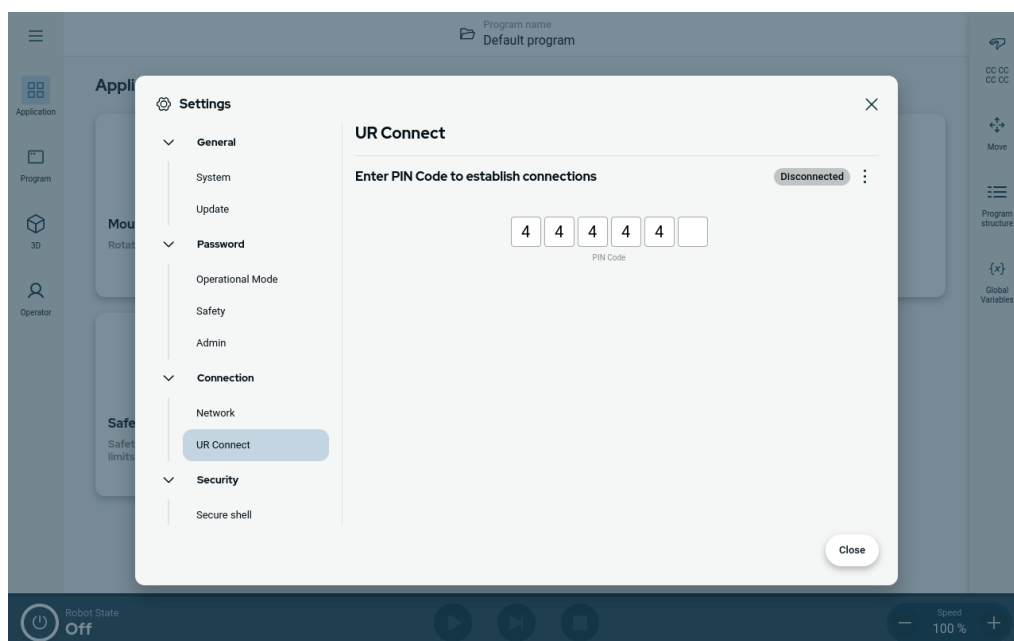 Program name
Default program
Application
Program
3D
Operator
Appli
Mou
Rotat
Safe
Safet
limits
Settings
General
System
Update
Password
Operational Mode
Safety
Admin
Connection
Network
UR Connect
Security
Secure shell
UR Connect
Enter PIN Code to establish connections
Disconnected
4 4 4 4 4
PIN Code
Close
CC CC
CC CC
Move
Program
structure
{x}
Global
Variables
Robot State
Off
Speed
100 %